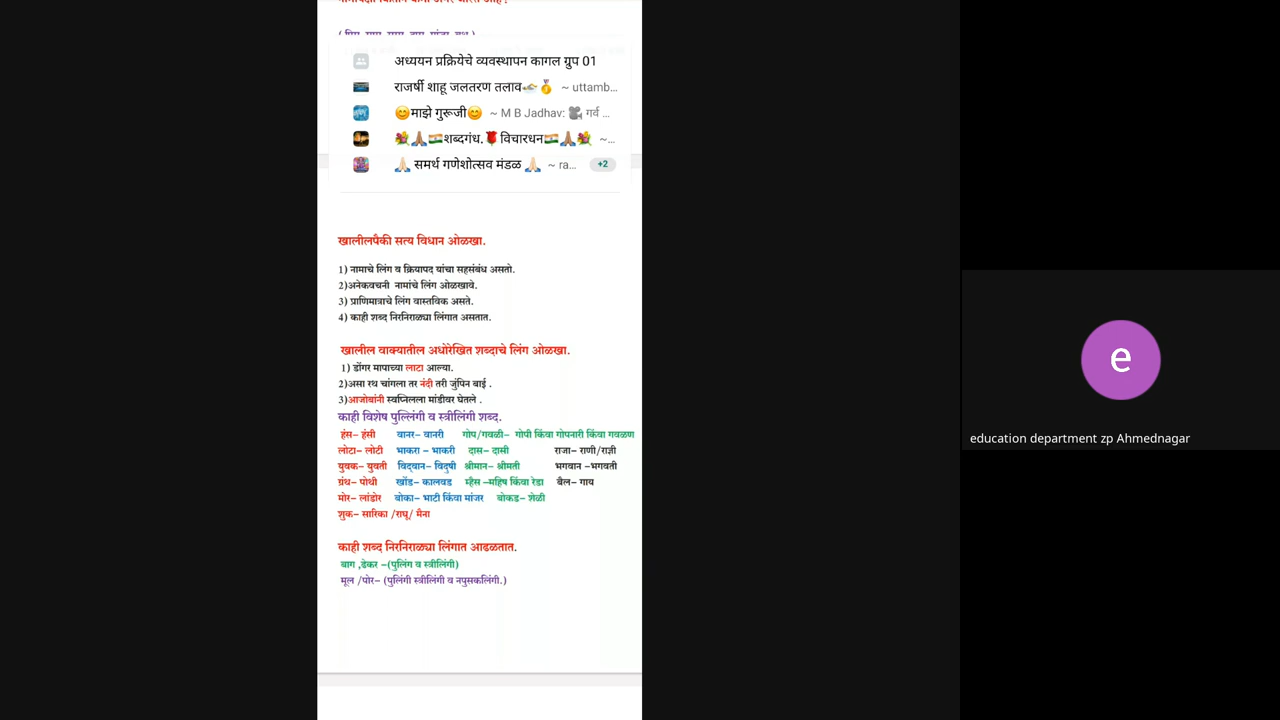 अध्ययन प्रक्रियेचे व्यवस्थापन कागल ग्रुप 01
राजर्षी शाहू जलतरण तलाव🏊🥇 ~ uttamb...
😊माझे गुरूजी😊 ~ M B Jadhav: 🎥 गर्व ...
💐🙏🏽🇮🇳शब्दगंध.🌹विचारधन🇮🇳🙏🏽💐 ~...
🙏🏻 समर्थ गणेशोत्सव मंडळ 🙏🏻 ~ ra... +2
खालीलपैकी सत्य विधान ओळखा.
1) नामाचे लिंग व क्रियापद यांचा सहसंबंध असतो.
2)अनेकवचनी नामांचे लिंग ओळखावे.
3) प्राणिमात्राचे लिंग वास्तविक असते.
4) काही शब्द निरनिराळ्या लिंगात असतात.
खालील वाक्यातील अधोरेखित शब्दाचे लिंग ओळखा.
1) डोंगर मापाच्या लाटा आल्या.
2)असा रथ चांगला तर नंदी तरी जुंपिन बाई .
3)आजोबांनी स्वप्निलला मांडीवर घेतले .
काही विशेष पुल्लिंगी व स्त्रीलिंगी शब्द.
हंस– हंसी वानर– वानरी गोप/गवळी– गोपी किंवा गोपनारी किंवा गवळण
लोटा– लोटी भाकरा – भाकरी दास– दासी राजा– राणी/राज्ञी
युवक– युवती विद्वान– विदुषी श्रीमान– श्रीमती भगवान –भगवती
ग्रंथ– पोथी खोंड– कालवड म्हैस –महिष किंवा रेडा बैल– गाय
मोर– लांडोर बोका– भाटी किंवा मांजर बोकड– शेळी
शुक– सारिका /राघू/ मैना
काही शब्द निरनिराळ्या लिंगात आढळतात.
बाग ,ढेकर –(पुलिंग व स्त्रीलिंगी)
मूल /पोर– (पुलिंगी स्त्रीलिंगी व नपुसकलिंगी.)
e
education department zp Ahmednagar